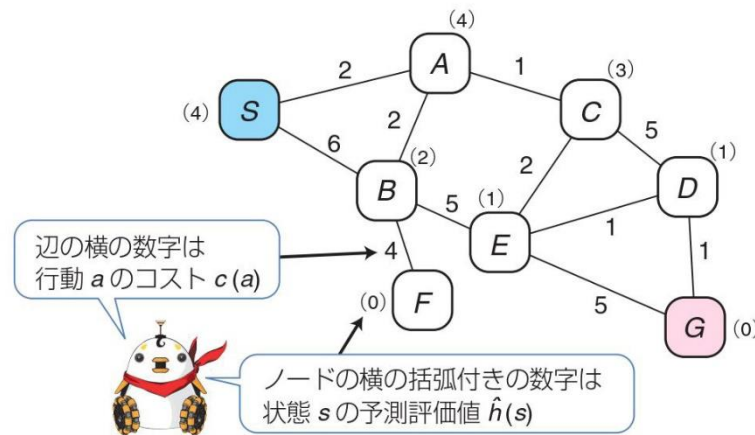 (4)
A
2
1
(3)
(4)
S
C
2
5
6
(2)
2
(1)
B
D
5
(1)
E
1
1
4
5
(0)
F
G
(0)
辺の横の数字は
行動 a のコスト c (a)
ノードの横の括弧付きの数字は
状態 s の予測評価値 ĥ (s)